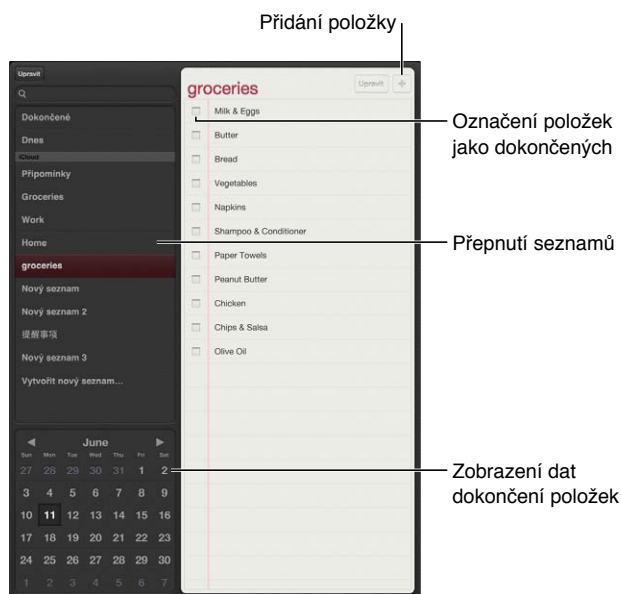 Přidání položky
Upravit
Dokončené
Dnes
iCloud
Připomínky
Groceries
Work
Home
groceries
Nový seznam
Nový seznam 2
提醒事项
Nový seznam 3
Vytvořit nový seznam...
June
Sun Mon Tue Wed Thu Fri Sat
27 28 29 30 31 1 2
3 4 5 6 7 8 9
10 11 12 13 14 15 16
17 18 19 20 21 22 23
24 25 26 27 28 29 30
1 2 3 4 5 6 7
groceries
Upravit +
Milk & Eggs
Butter
Bread
Vegetables
Napkins
Shampoo & Conditioner
Paper Towels
Peanut Butter
Chicken
Chips & Salsa
Olive Oil
Označení položek
jako dokončených
Přepnutí seznamů
Zobrazení dat
dokončení položek